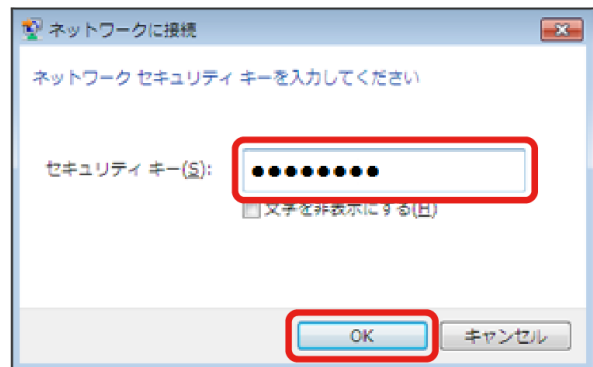 ネットワークに接続
ネットワーク セキュリティ キーを入力してください
セキュリティ キー(S): ●●●●●●●●
文字を非表示にする(H)
OK キャンセル